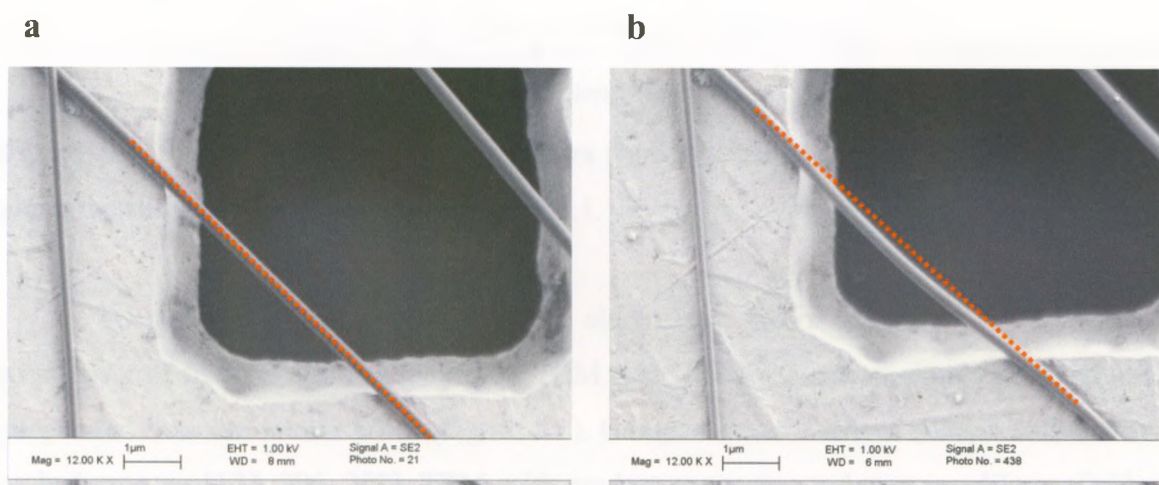 a
b
1µm
Mag = 12.00 K X
EHT = 1.00 kV
WD = 8 mm
Signal A = SE2
Photo No. = 21
1µm
Mag = 12.00 K X
EHT = 1.00 kV
WD = 6 mm
Signal A = SE2
Photo No. = 438